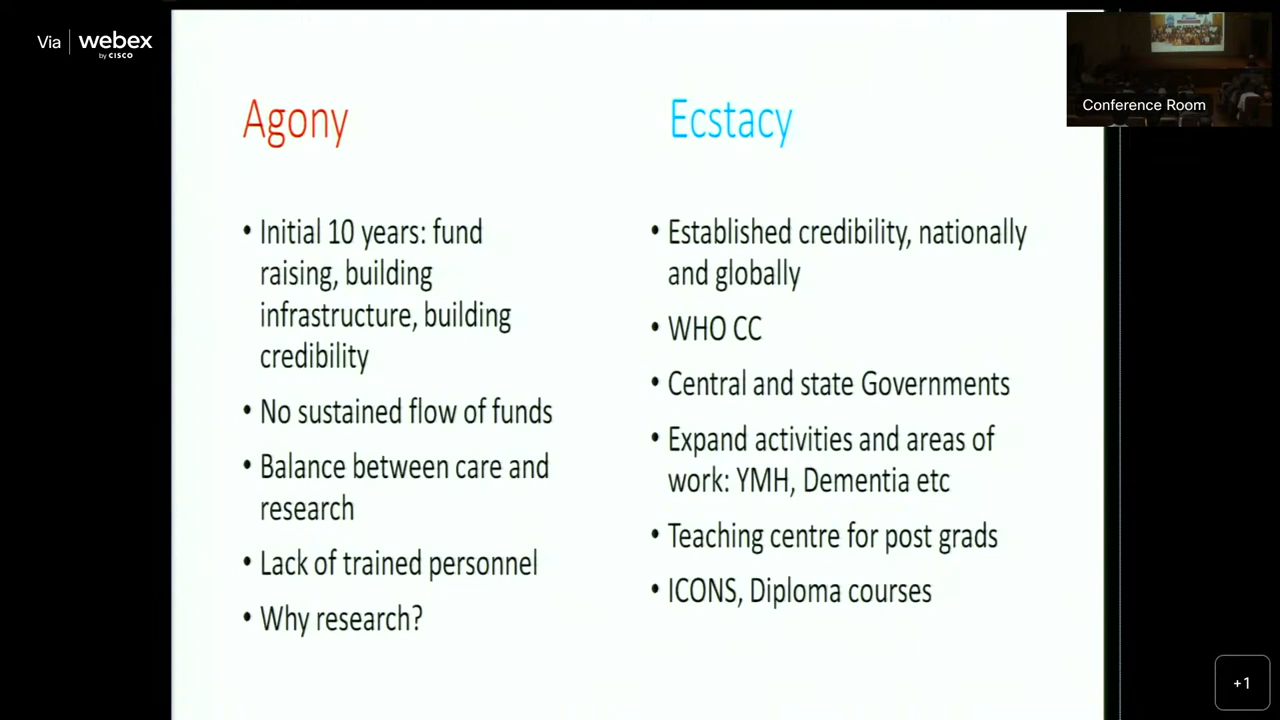 Via webex
by CISCO
Conference Room
Agony
• Initial 10 years: fund
raising, building
infrastructure, building
credibility
• No sustained flow of funds
• Balance between care and
research
• Lack of trained personnel
• Why research?
Ecstacy
• Established credibility, nationally
and globally
• WHO CC
• Central and state Governments
• Expand activities and areas of
work: YMH, Dementia etc
• Teaching centre for post grads
• ICONS, Diploma courses
+1